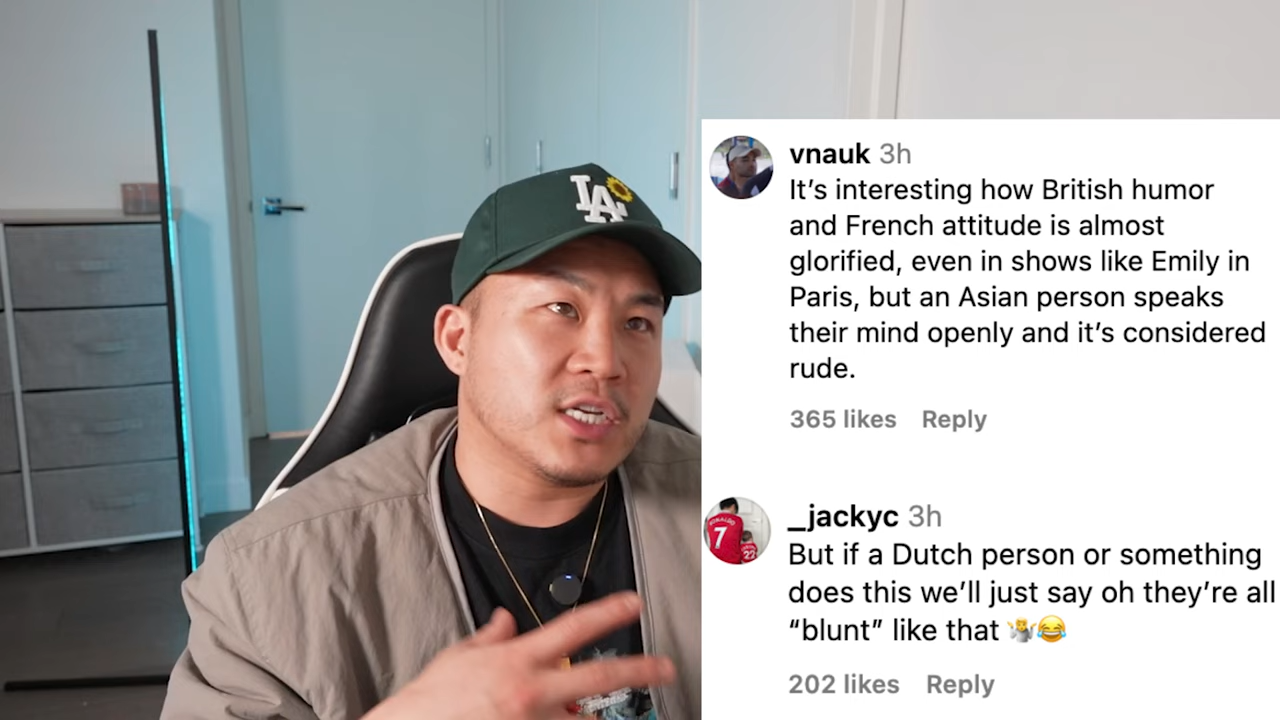 LA
vnauk 3h
It’s interesting how British humor
and French attitude is almost
glorified, even in shows like Emily in
Paris, but an Asian person speaks
their mind openly and it’s considered
rude.
365 likes Reply
RONALDO
7
22
_jackyc 3h
But if a Dutch person or something
does this we’ll just say oh they’re all
“blunt” like that 🤷😂
202 likes Reply